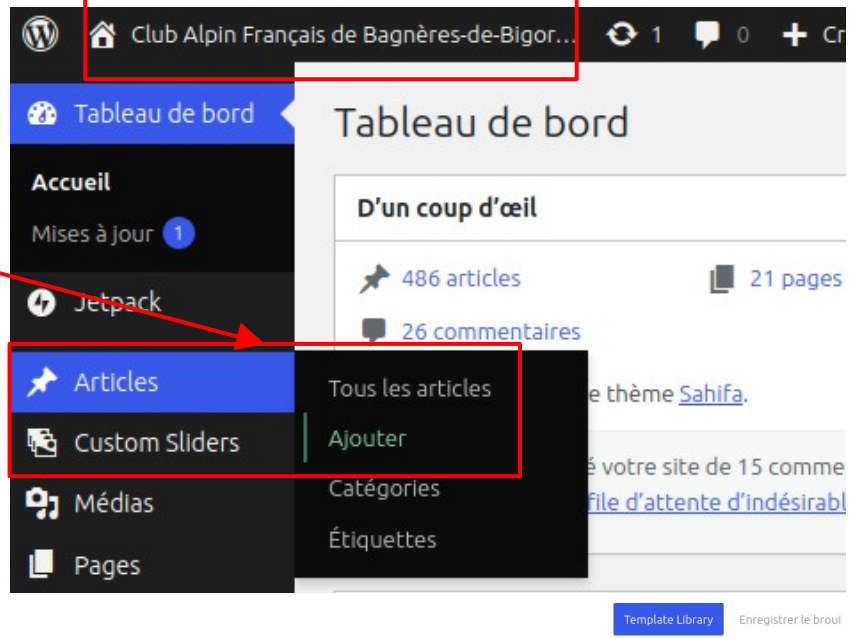 Club Alpin Français de Bagnères-de-Bigor... 1 0 Cr
Tableau de bord
Tableau de bord
Accueil
Mises à jour 1
D'un coup d'œil
486 articles 21 pages
26 commentaires
Jetpack
Articles
Custom Sliders
Médias
Pages
Tous les articles
Ajouter
Catégories
Étiquettes
e thème Sahifa.
é votre site de 15 comme
file d'attente d'indésirabl
Template Library Enregistrer le broui